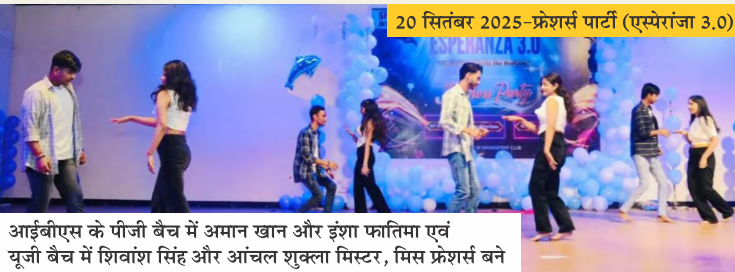 20 सितंबर 2025-फ्रेशर्स पार्टी (एस्पेरांजा 3.0)
ESPERANZA 3.0
Party
आईबीएस के पीजी बैच में अमान खान और इंशा फातिमा एवं
यूजी बैच में शिवांश सिंह और आंचल शुक्ला मिस्टर, मिस फ्रेशर्स बने